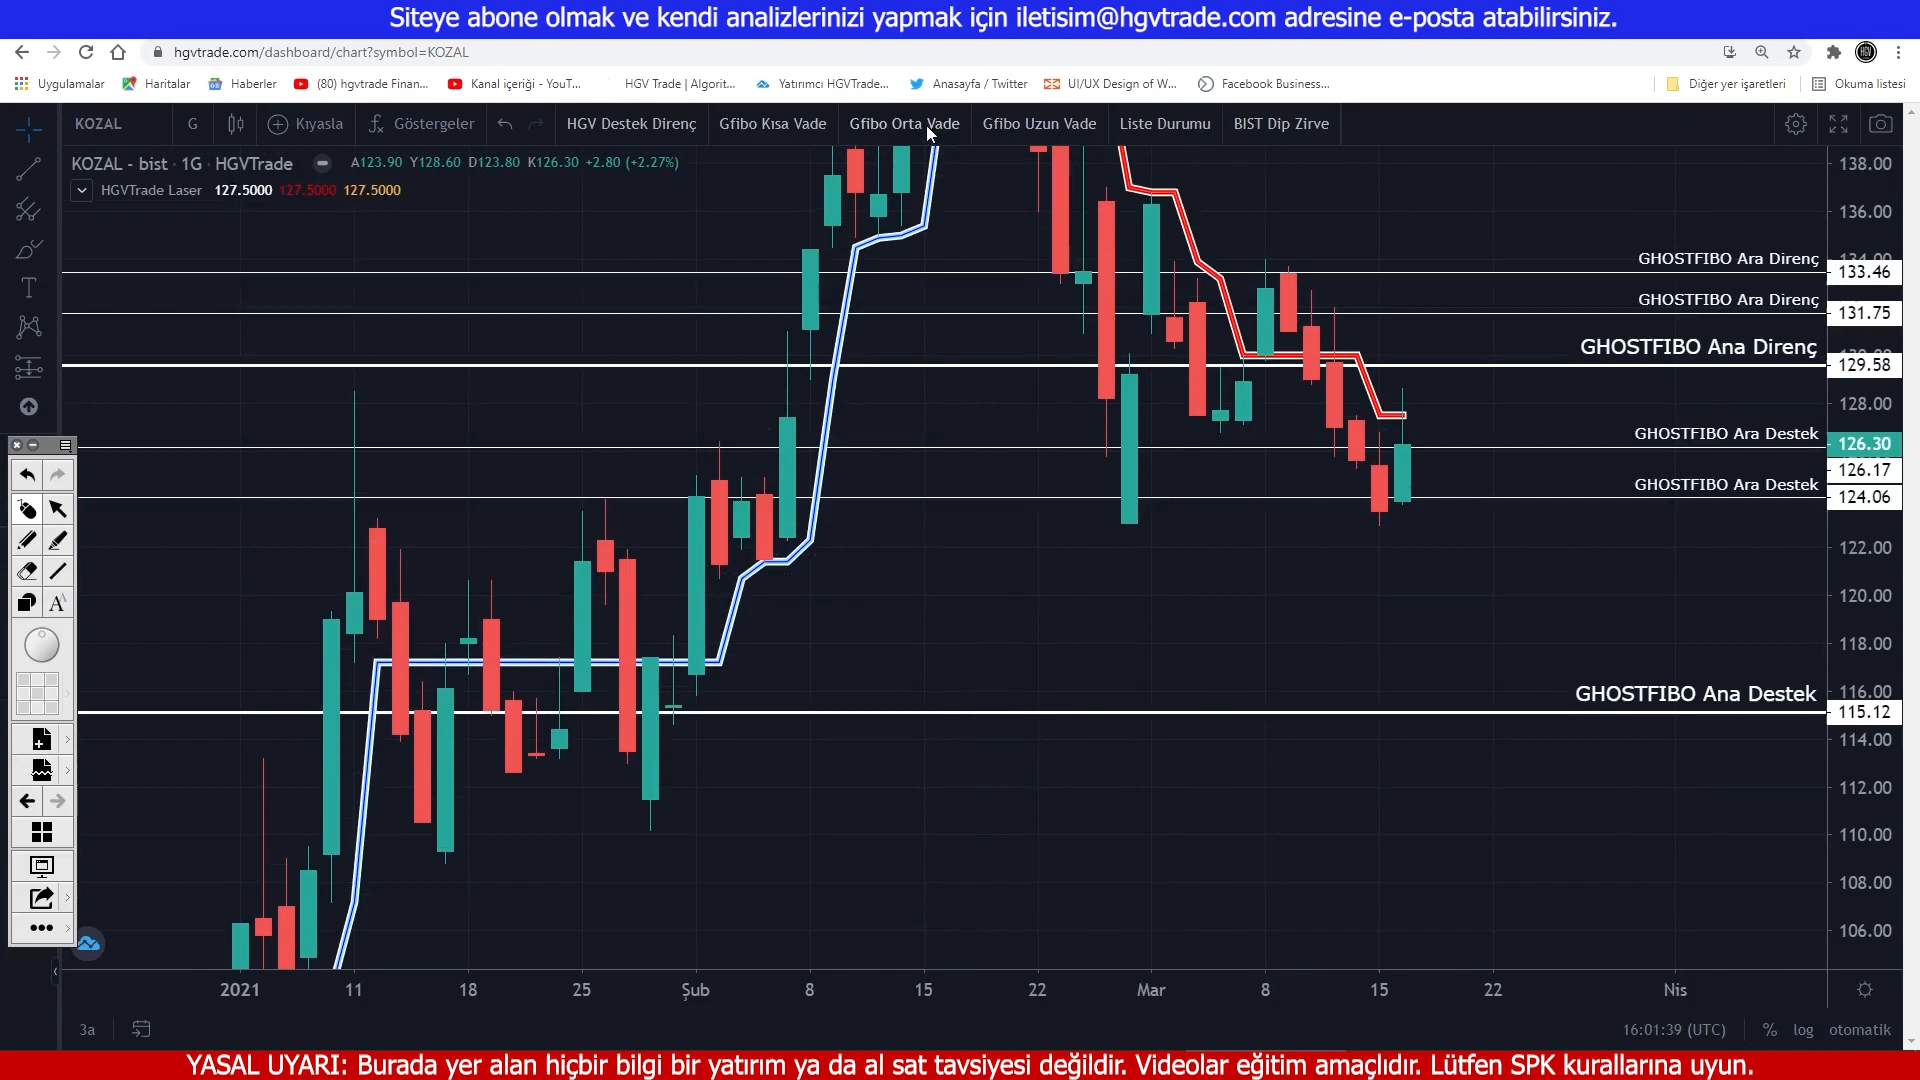 Siteye abone olmak ve kendi analizlerinizi yapmak için iletisim@hgvtrade.com adresine e-posta atabilirsiniz.
hgvtrade.com/dashboard/chart?symbol=KOZAL
Uygulamalar Haritalar Haberler (80) hgvtrade Finan... Kanal içeriği - YouT... HGV Trade | Algorit... Yatırımcı HGVTrade... Anasayfa / Twitter UI/UX Design of W... Facebook Business... Diğer yer işaretleri Okuma listesi
KOZAL G Kıyasla Göstergeler HGV Destek Direnç Gfibo Kısa Vade Gfibo Orta Vade Gfibo Uzun Vade Liste Durumu BIST Dip Zirve
KOZAL - bist · 1G · HGVTrade A123.90 Y128.60 D123.80 K126.30 +2.80 (+2.27%)
HGVTrade Laser 127.5000 127.5000 127.5000
138.00
136.00
GHOSTFIBO Ara Direnç
133.46
GHOSTFIBO Ara Direnç
131.75
GHOSTFIBO Ana Direnç
129.58
128.00
GHOSTFIBO Ara Destek
126.30
126.17
GHOSTFIBO Ara Destek
124.06
122.00
120.00
118.00
116.00
GHOSTFIBO Ana Destek
115.12
114.00
112.00
110.00
108.00
106.00
2021 11 18 25 Şub 8 15 22 Mar 8 15 22 Nis
3a 16:01:39 (UTC) % log otomatik
YASAL UYARI: Burada yer alan hiçbir bilgi bir yatırım ya da al sat tavsiyesi değildir. Videolar eğitim amaçlıdır. Lütfen SPK kurallarına uyun.